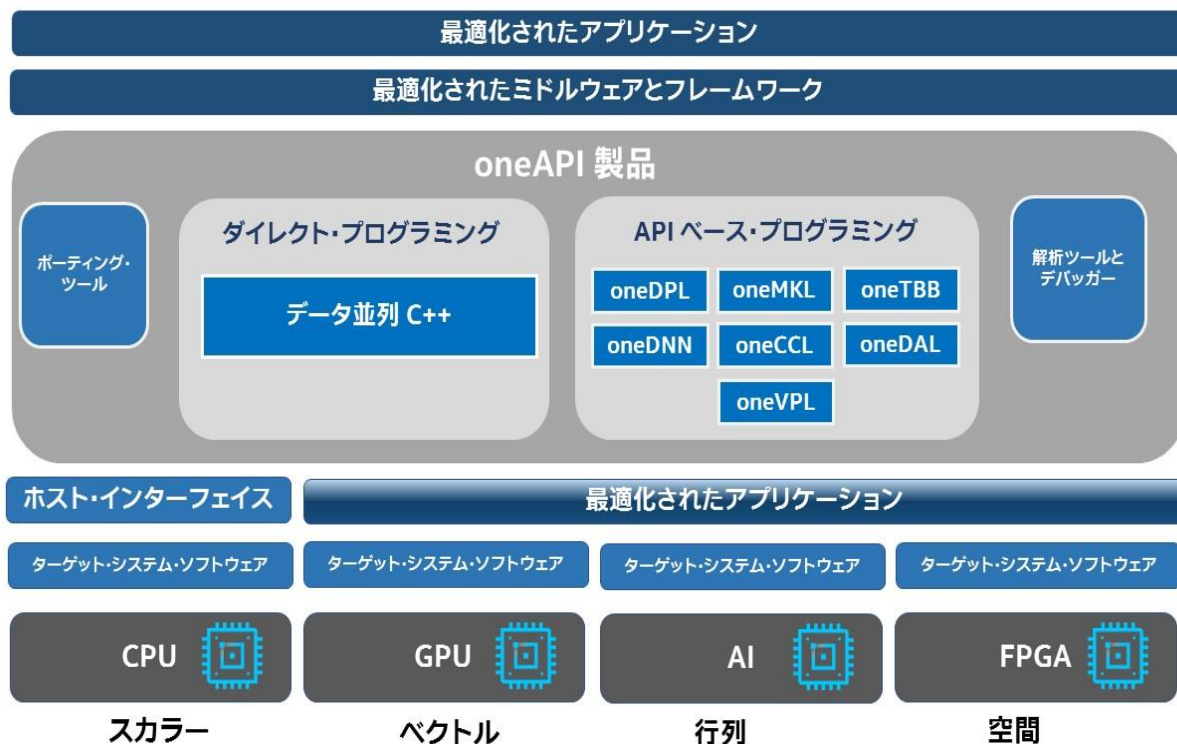 最適化されたアプリケーション
最適化されたミドルウェアとフレームワーク
oneAPI 製品
ポーティング・
ツール
ダイレクト・プログラミング
データ並列 C++
API ベース・プログラミング
oneDPL
oneMKL
oneTBB
oneDNN
oneCCL
oneDAL
oneVPL
解析ツールと
デバッガー
ホスト・インターフェイス
最適化されたアプリケーション
ターゲット・システム・ソフトウェア
ターゲット・システム・ソフトウェア
ターゲット・システム・ソフトウェア
ターゲット・システム・ソフトウェア
CPU
GPU
AI
FPGA
スカラー
ベクトル
行列
空間